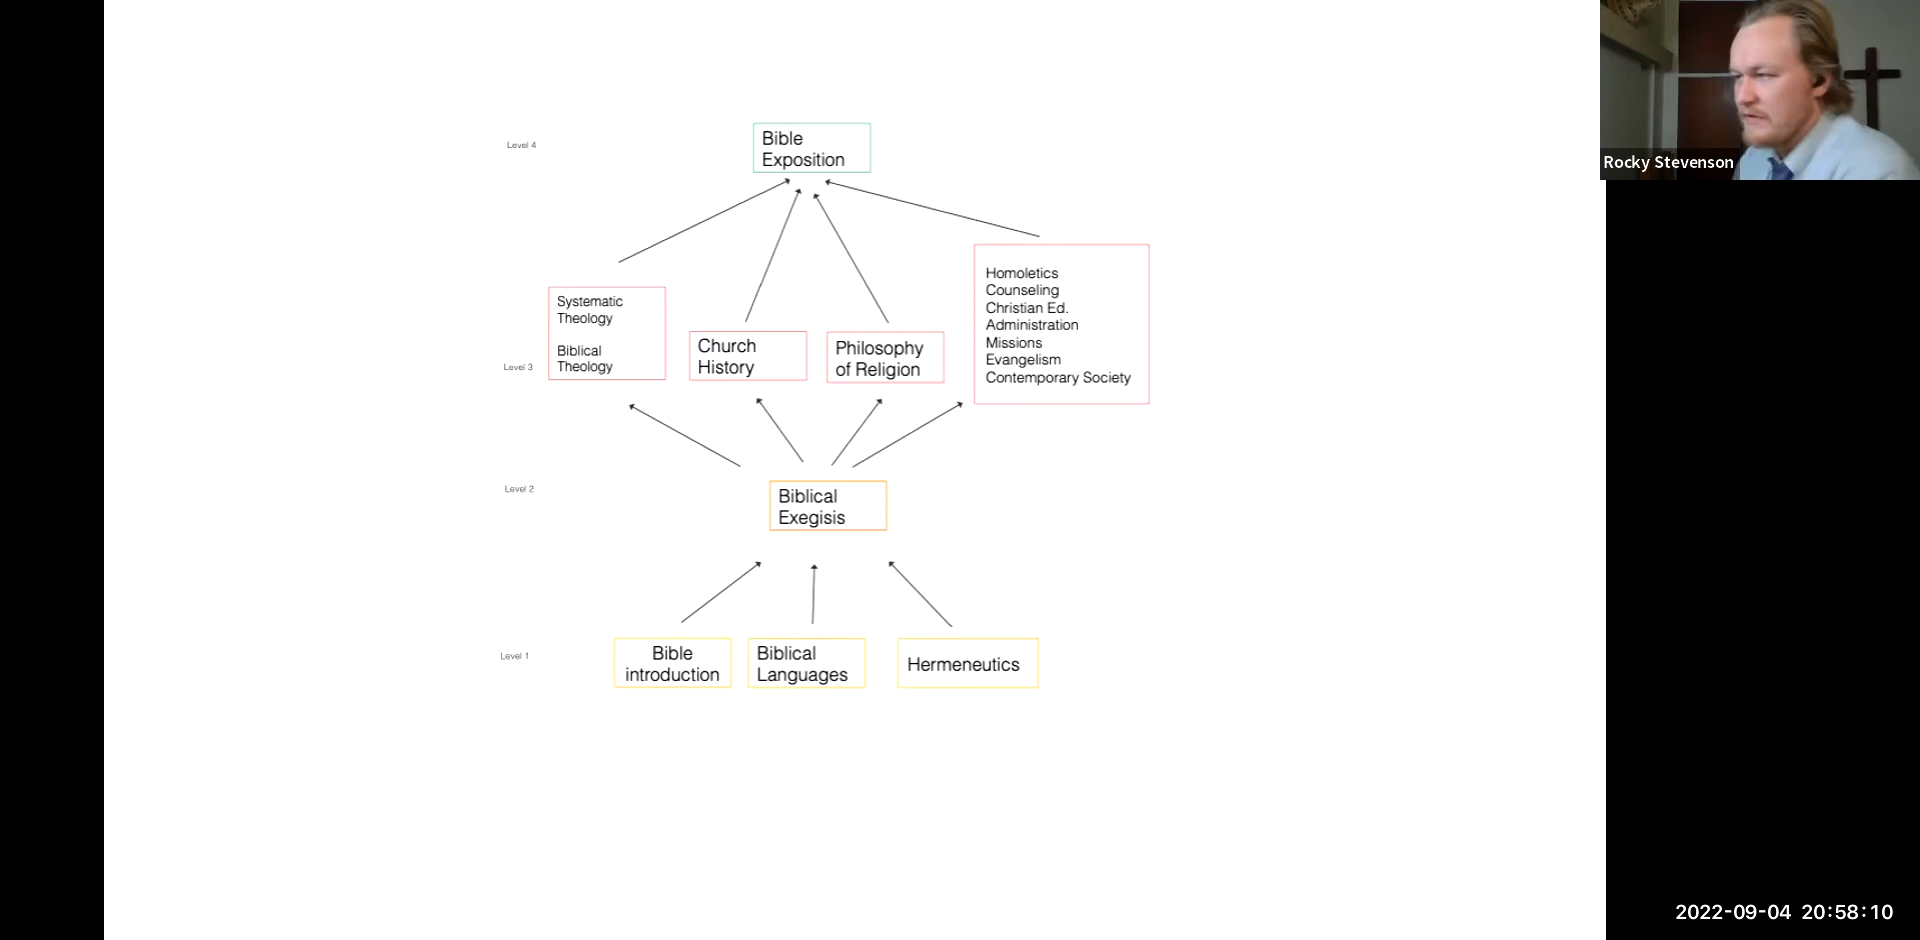 Level 4
Bible
Exposition
Rocky Stevenson
Level 3
Systematic
Theology
Biblical
Theology
Church
History
Philosophy
of Religion
Homoletics
Counseling
Christian Ed.
Administration
Missions
Evangelism
Contemporary Society
Level 2
Biblical
Exegisis
Level 1
Bible
introduction
Biblical
Languages
Hermeneutics
2022-09-04 20:58:10